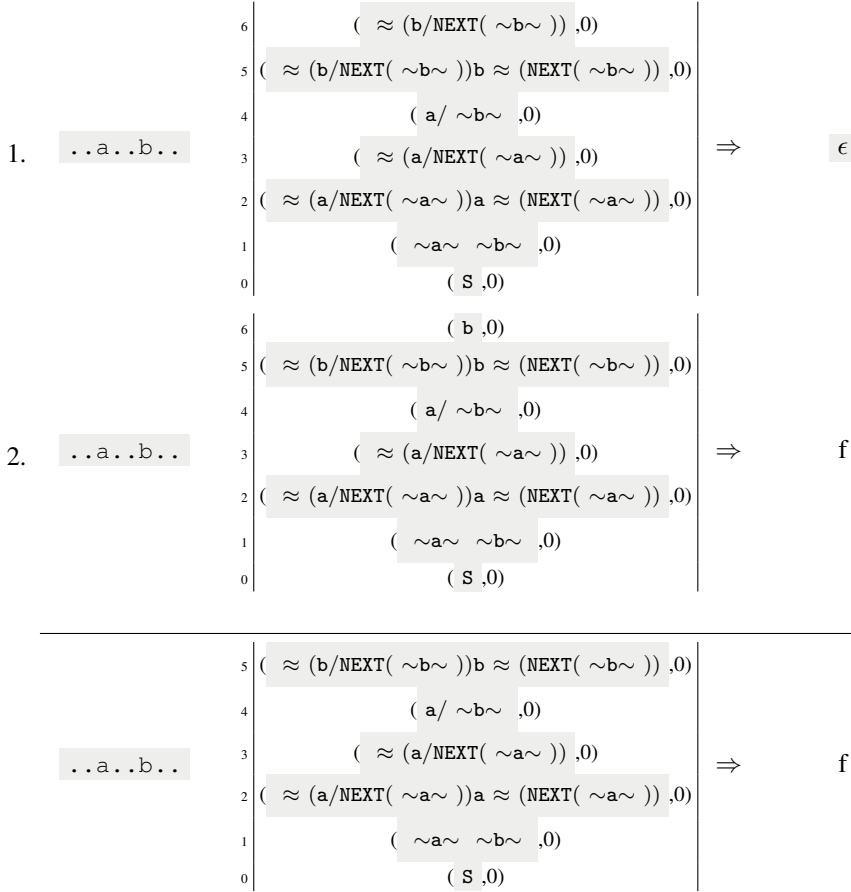 6 ( ≈ (b/NEXT( ∼b∼ )) ,0)
5 ( ≈ (b/NEXT( ∼b∼ ))b ≈ (NEXT( ∼b∼ )) ,0)
4 ( a/ ∼b∼ ,0)
1. ..a..b.. 3 ( ≈ (a/NEXT( ∼a∼ )) ,0) ⇒ ϵ
2 ( ≈ (a/NEXT( ∼a∼ ))a ≈ (NEXT( ∼a∼ )) ,0)
1 ( ∼a∼ ∼b∼ ,0)
0 ( S ,0)
6 ( b ,0)
5 ( ≈ (b/NEXT( ∼b∼ ))b ≈ (NEXT( ∼b∼ )) ,0)
4 ( a/ ∼b∼ ,0)
2. ..a..b.. 3 ( ≈ (a/NEXT( ∼a∼ )) ,0) ⇒ f
2 ( ≈ (a/NEXT( ∼a∼ ))a ≈ (NEXT( ∼a∼ )) ,0)
1 ( ∼a∼ ∼b∼ ,0)
0 ( S ,0)
5 ( ≈ (b/NEXT( ∼b∼ ))b ≈ (NEXT( ∼b∼ )) ,0)
4 ( a/ ∼b∼ ,0)
..a..b.. 3 ( ≈ (a/NEXT( ∼a∼ )) ,0) ⇒ f
2 ( ≈ (a/NEXT( ∼a∼ ))a ≈ (NEXT( ∼a∼ )) ,0)
1 ( ∼a∼ ∼b∼ ,0)
0 ( S ,0)